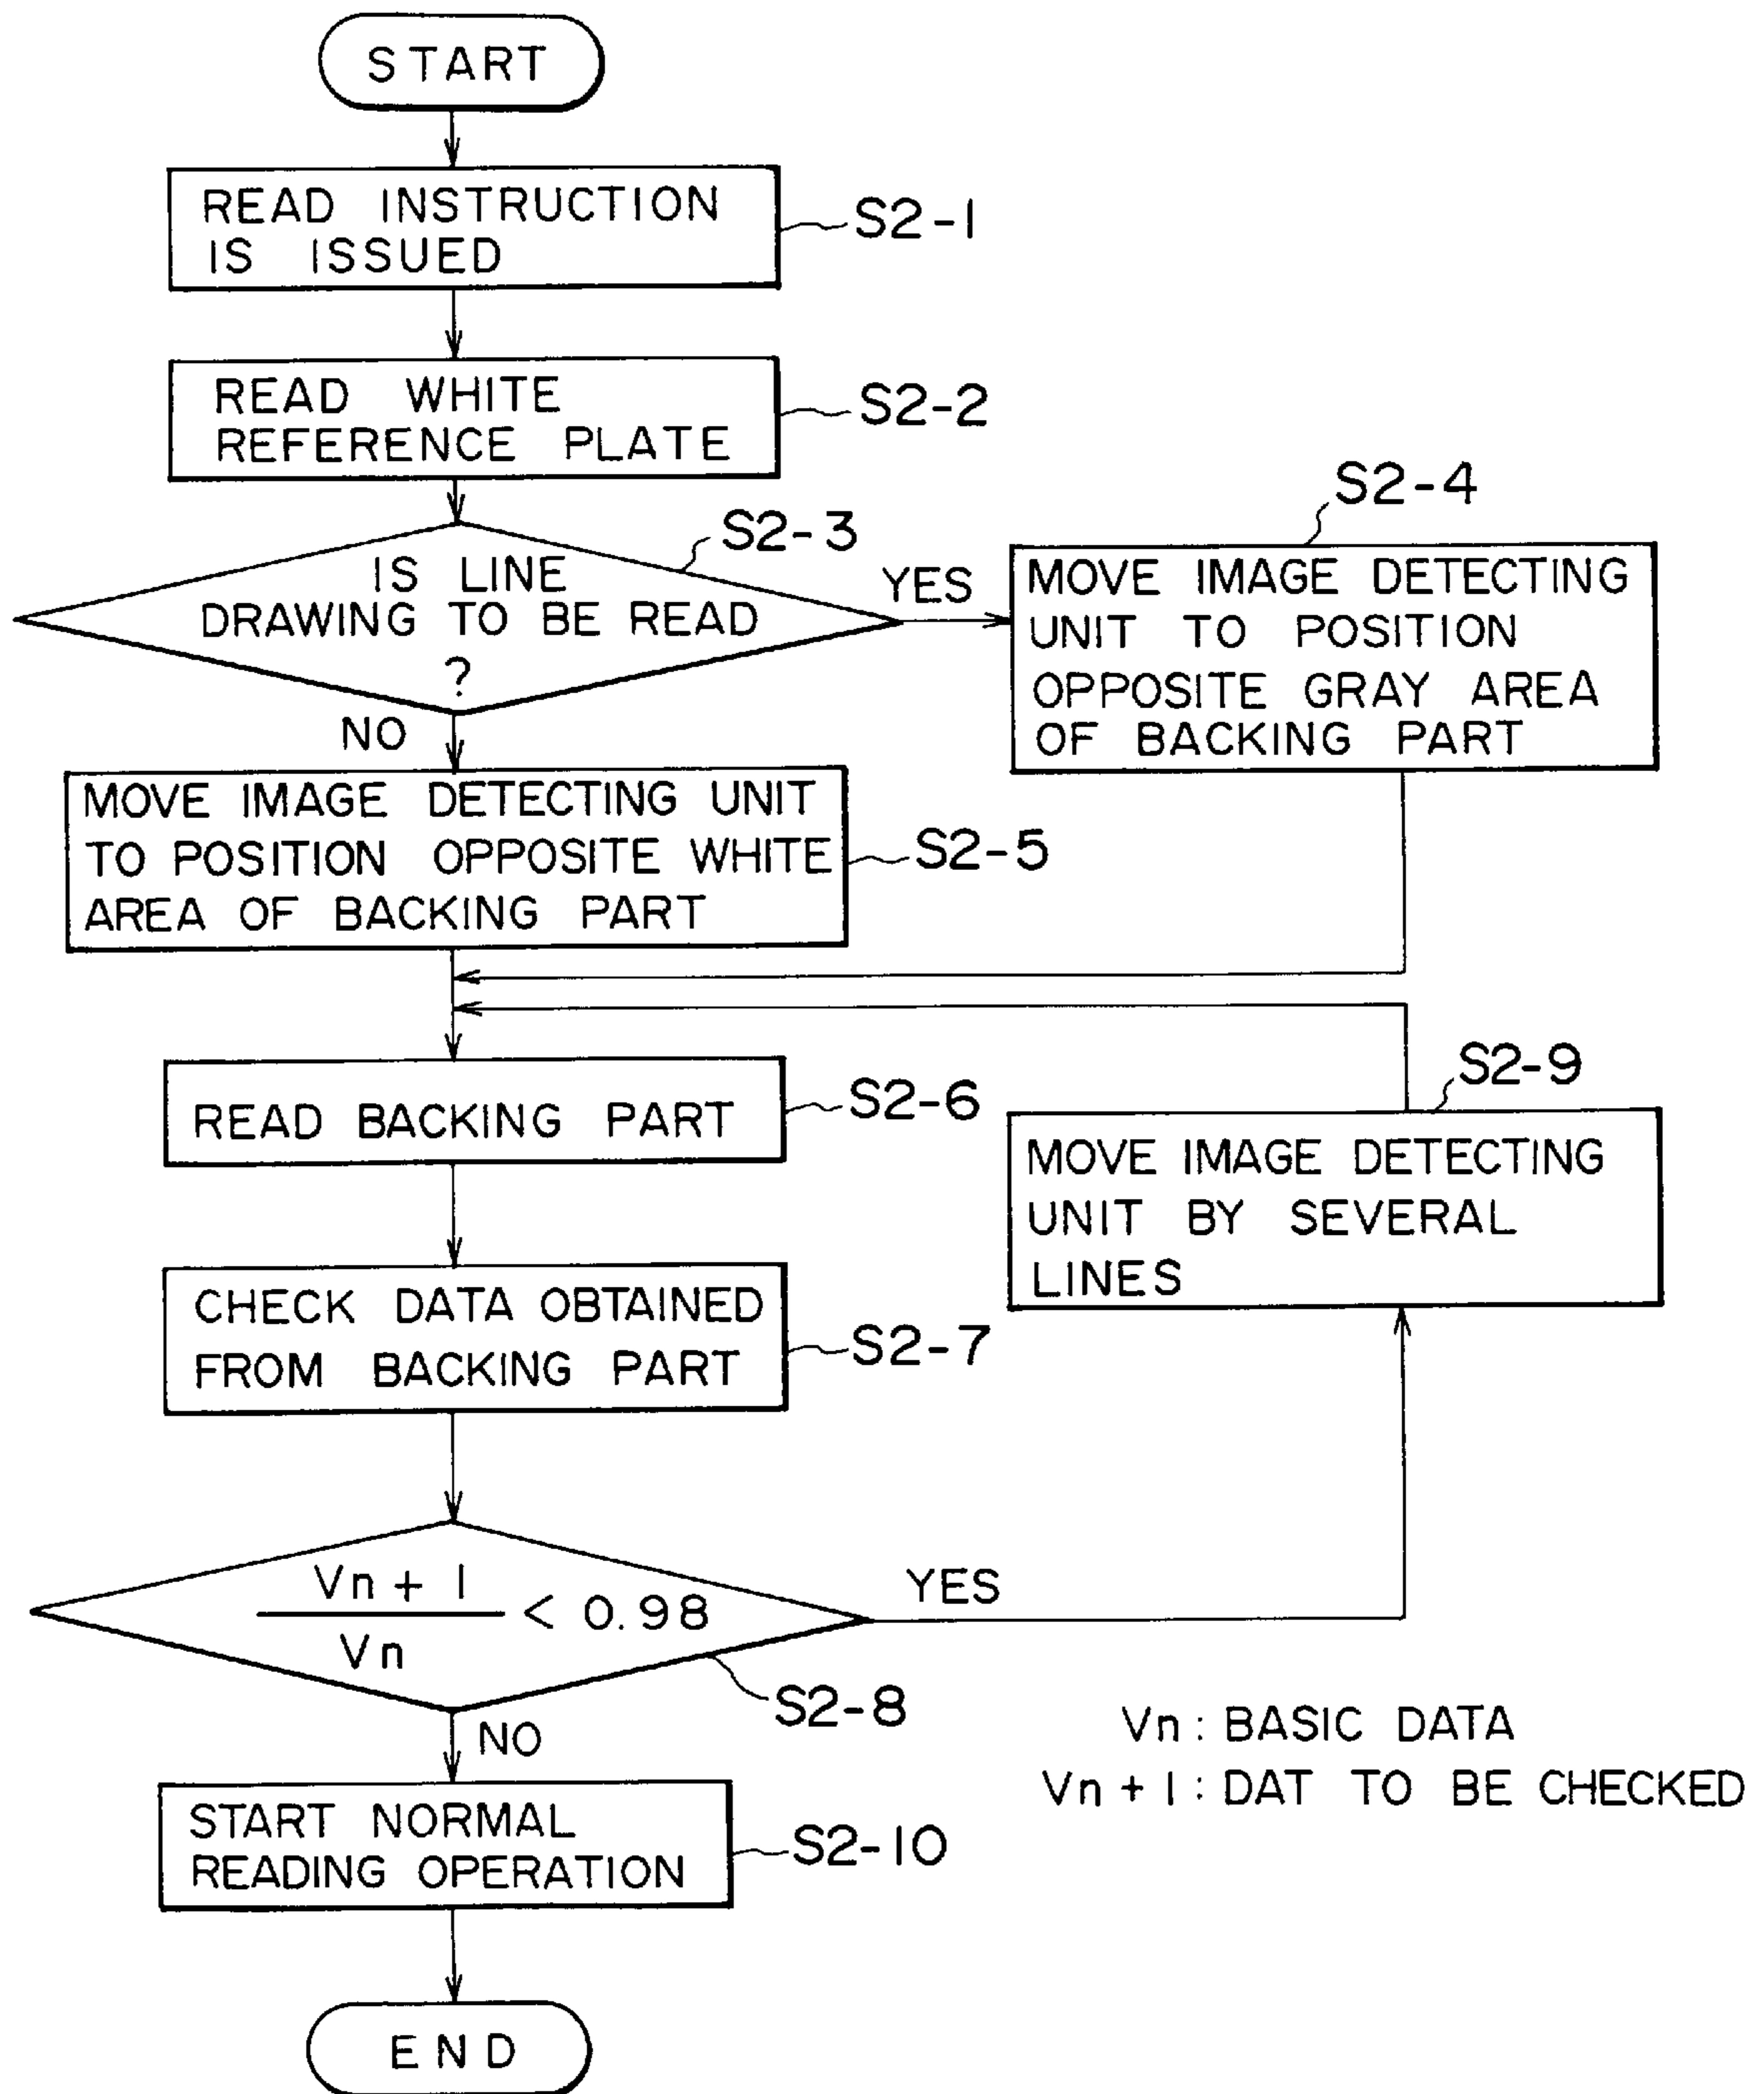 START
READ INSTRUCTION
IS ISSUED
S2-1
READ WHITE
REFERENCE PLATE
S2-2
IS LINE
DRAWING TO BE READ
?
S2-3
YES
S2-4
MOVE IMAGE DETECTING
UNIT TO POSITION
OPPOSITE GRAY AREA
OF BACKING PART
NO
MOVE IMAGE DETECTING UNIT
TO POSITION OPPOSITE WHITE
AREA OF BACKING PART
S2-5
READ BACKING PART
S2-6
S2-9
MOVE IMAGE DETECTING
UNIT BY SEVERAL
LINES
CHECK DATA OBTAINED
FROM BACKING PART
S2-7
Vn + 1
< 0.98
Vn
YES
S2-8
NO
Vn : BASIC DATA
Vn + 1 : DAT TO BE CHECKED
START NORMAL
READING OPERATION
S2-10
END